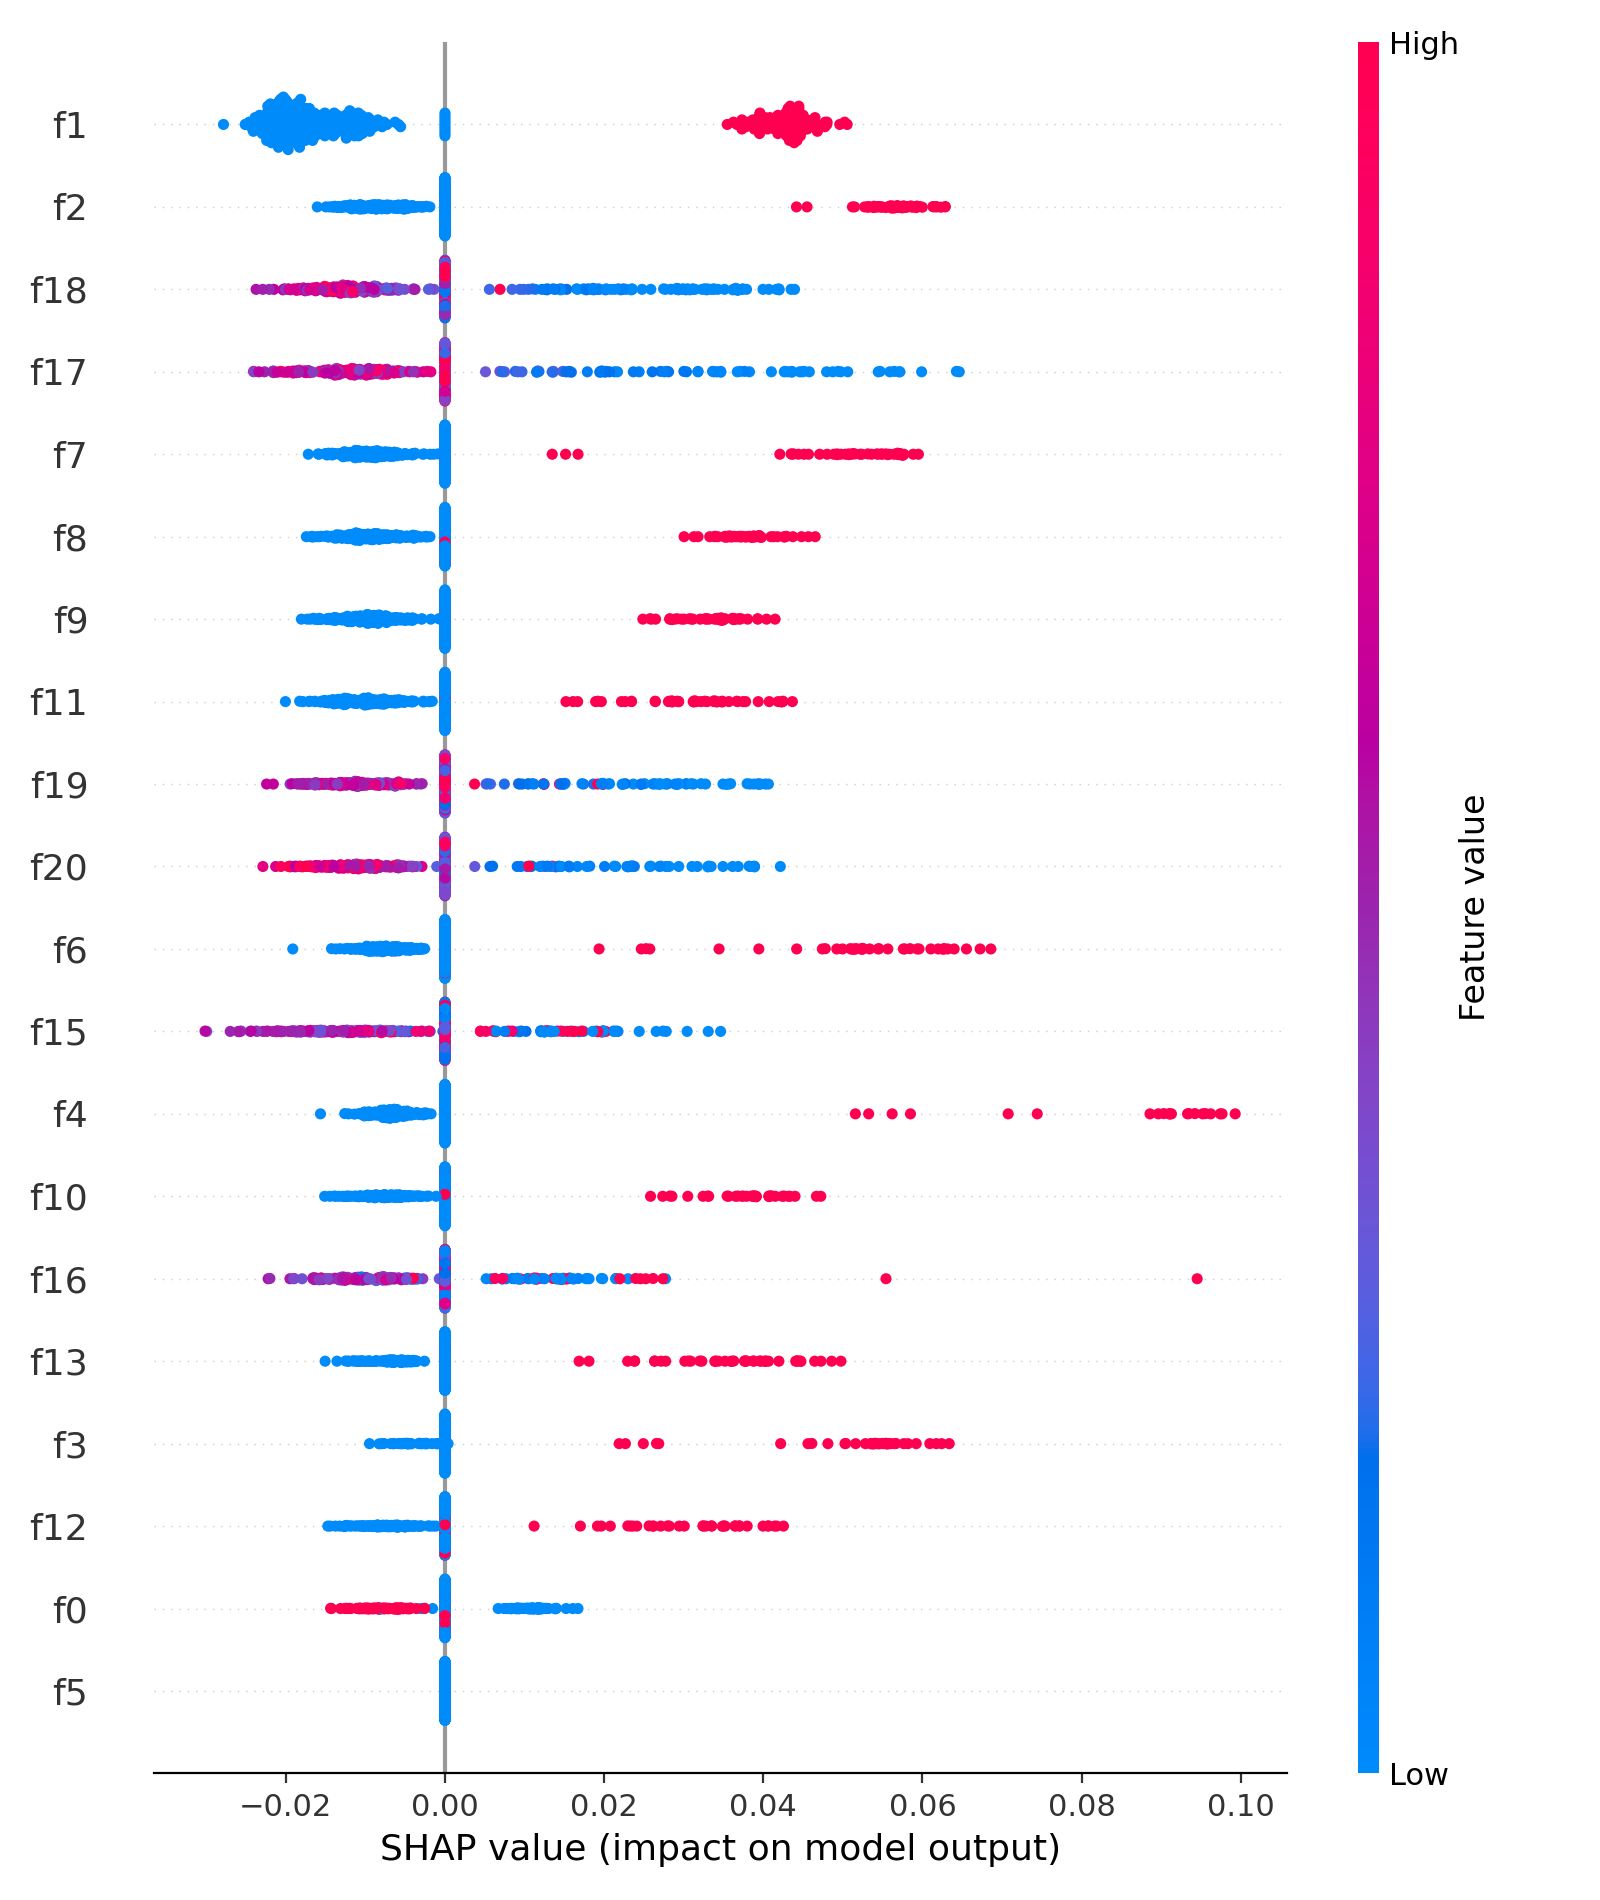 High
f1
f2
f18
f17
f7
f8
f9
f11
f19
f20
f6
f15
f4
f10
f16
f13
f3
f12
f0
f5
Feature value
Low
−0.02 0.00 0.02 0.04 0.06 0.08 0.10
SHAP value (impact on model output)